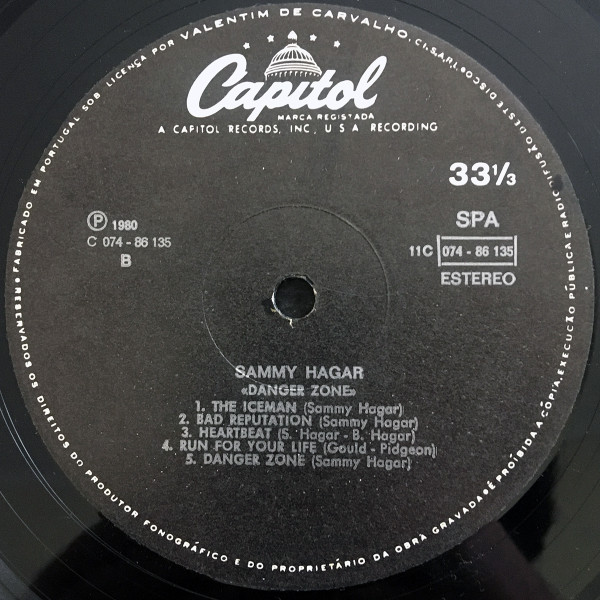 FABRICADO EM PORTUGAL SOB LICENÇA POR VALENTIM DE CARVALHO, C.I. S.A.
RESERVADOS OS DIREITOS DO PRODUTOR FONOGRÁFICO E DO PROPRIETÁRIO DA OBRA GRAVADA • É PROIBIDA A CÓPIA, EXECUÇÃO PÚBLICA E RADIODIFUSÃO DESTE DISCO
Capitol
MARCA REGISTADA
A CAPITOL RECORDS, INC, U S A RECORDING
33⅓
Ⓟ 1980
C 074 - 86 135
B
SPA
11C 074 - 86 135
ESTEREO
SAMMY HAGAR
«DANGER ZONE»
1. THE ICEMAN (Sammy Hagar)
2. BAD REPUTATION (Sammy Hagar)
3. HEARTBEAT (S. Hagar - B. Hagar)
4. RUN FOR YOUR LIFE (Gould - Pidgeon)
5. DANGER ZONE (Sammy Hagar)